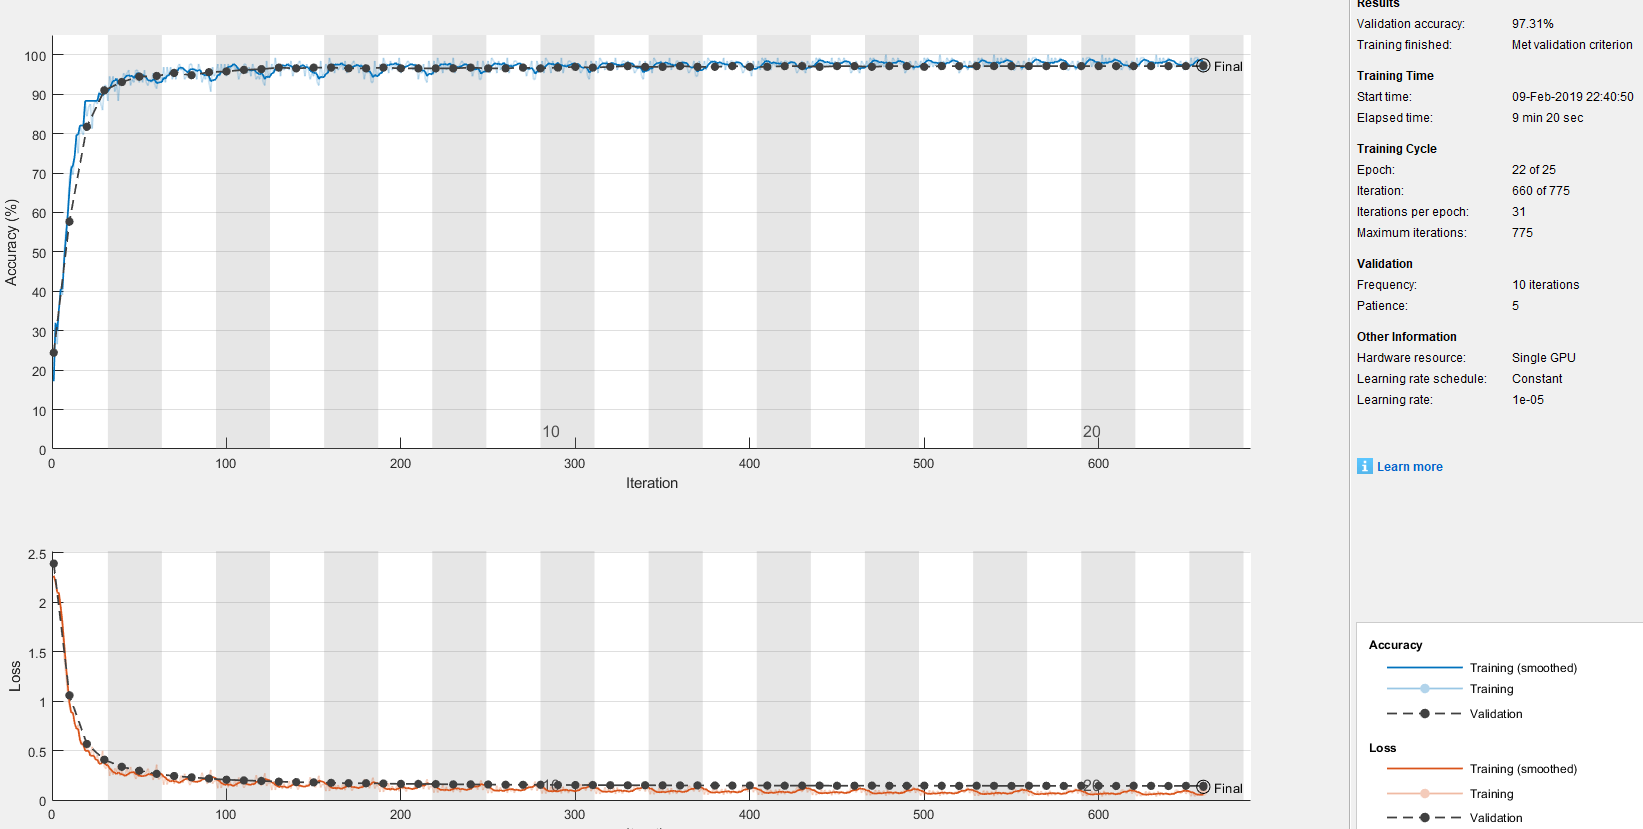 Results
Validation accuracy: 97.31%
Training finished: Met validation criterion
Training Time
Start time: 09-Feb-2019 22:40:50
Elapsed time: 9 min 20 sec
Training Cycle
Epoch: 22 of 25
Iteration: 660 of 775
Iterations per epoch: 31
Maximum iterations: 775
Validation
Frequency: 10 iterations
Patience: 5
Other Information
Hardware resource: Single GPU
Learning rate schedule: Constant
Learning rate: 1e-05
Learn more
Accuracy (%)
100
90
80
70
60
50
40
30
20
10
0
Final
10 20
0 100 200 300 400 500 600
Iteration
Loss
2.5
2
1.5
1
0.5
0
10 20
Final
0 100 200 300 400 500 600
Accuracy
Training (smoothed)
Training
Validation
Loss
Training (smoothed)
Training
Validation